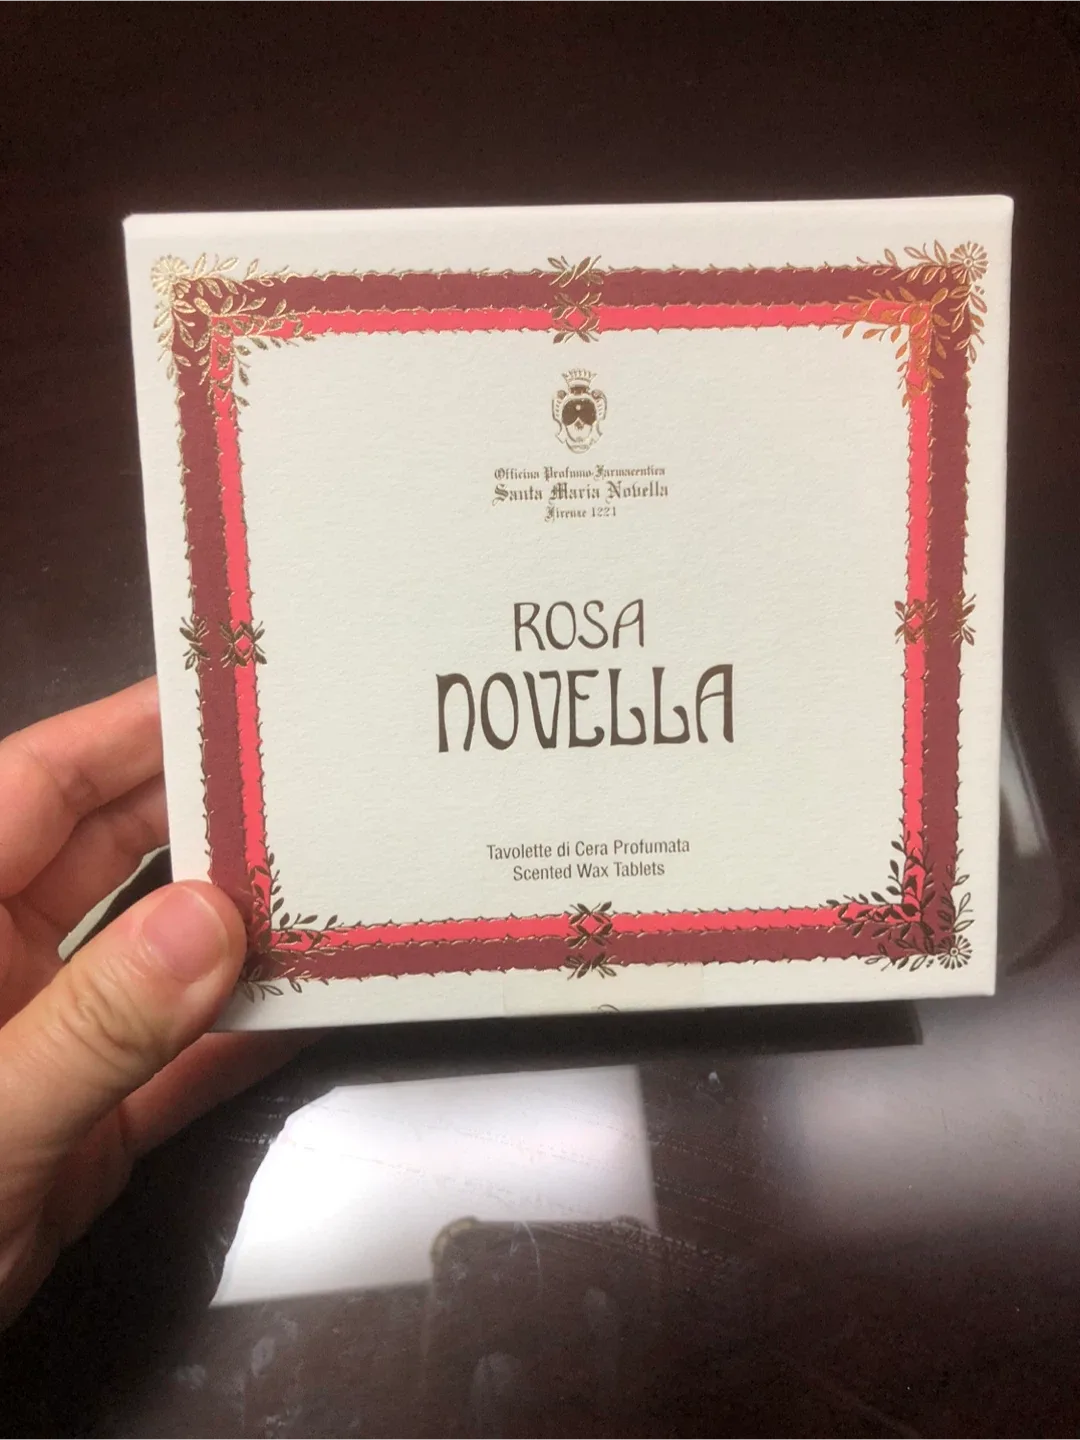 Officina Profumo-Farmaceutica
Santa Maria Novella
Firenze 1221
ROSA
NOVELLA
Tavolette di Cera Profumata
Scented Wax Tablets